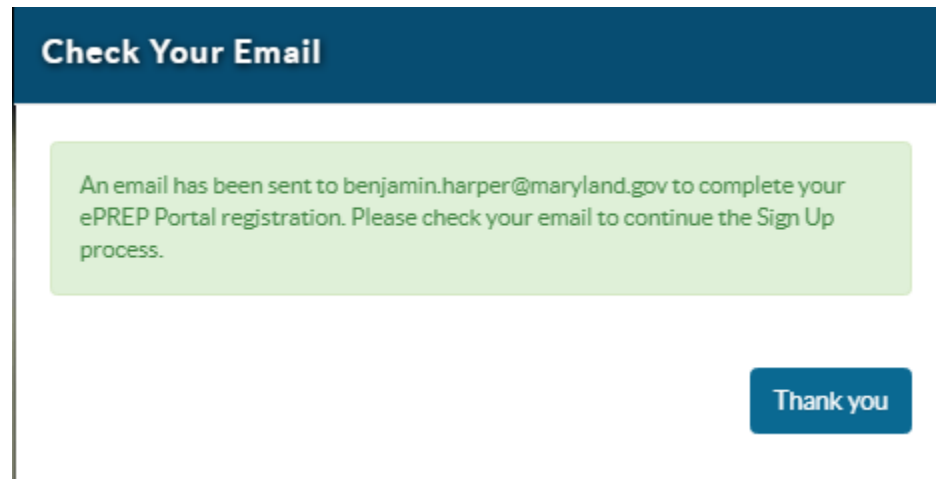 Check Your Email
An email has been sent to benjamin.harper@maryland.gov to complete your
ePREP Portal registration. Please check your email to continue the Sign Up
process.
Thank you